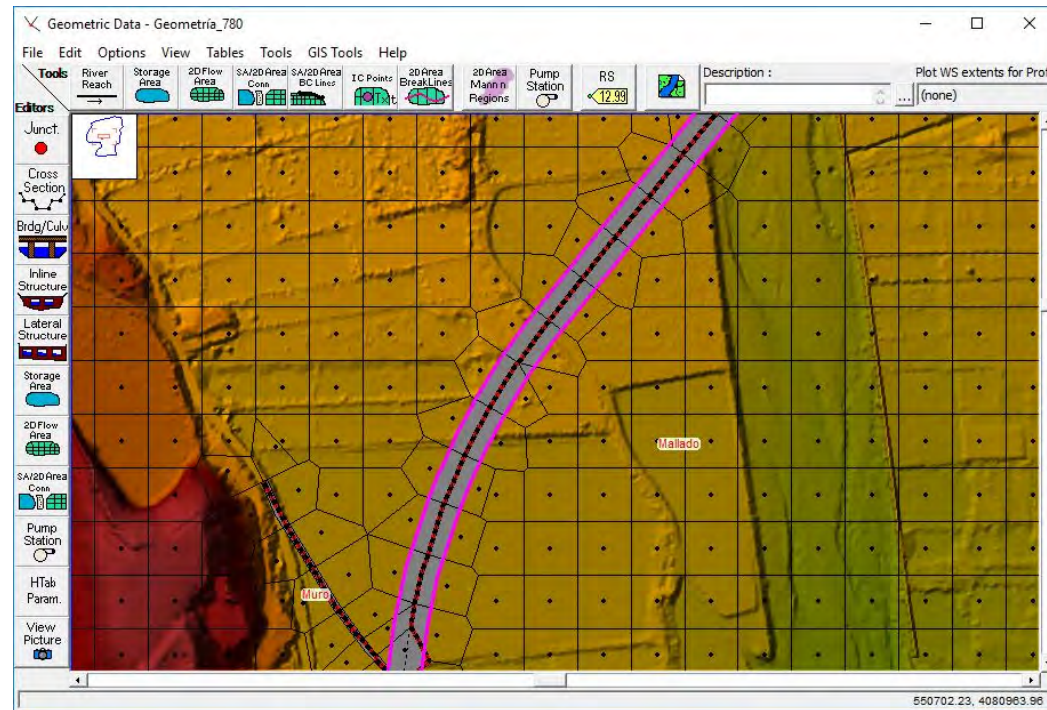 Geometric Data - Geometría_780
File Edit Options View Tables Tools GIS Tools Help
Tools
Editors
River Reach
Storage Area
2D Flow Area
SA/2D Area Conn
SA/2D Area BC Lines
IC Points
Txt
2D Area BreakLines
2D Area Mann n Regions
Pump Station
RS
12.99
Description :
...
Plot WS extents for Prof
(none)
Junct.
Cross Section
Brdg/Culv
Inline Structure
Lateral Structure
Storage Area
2D Flow Area
SA/2D Area Conn
Pump Station
HTab Param.
View Picture
Mallado
Muro
550702.23, 4080963.96